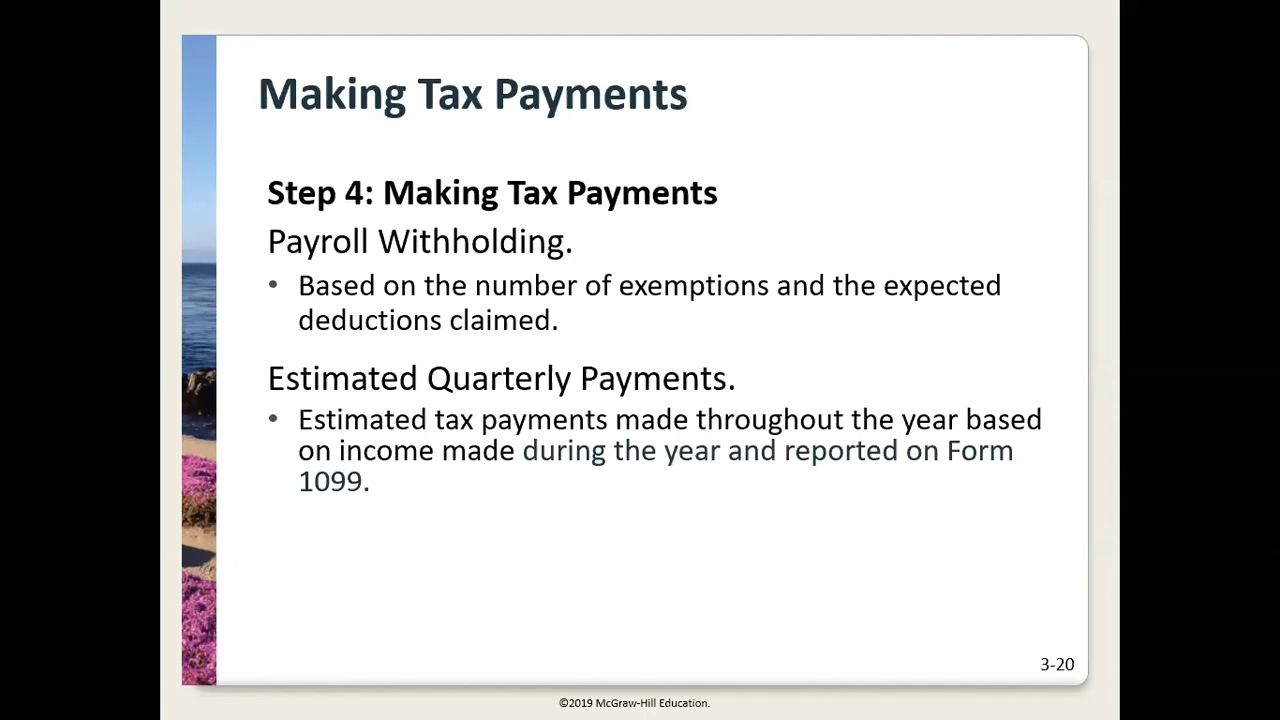 Making Tax Payments
Step 4: Making Tax Payments
Payroll Withholding.
• Based on the number of exemptions and the expected
deductions claimed.
Estimated Quarterly Payments.
• Estimated tax payments made throughout the year based
on income made during the year and reported on Form
1099.
3-20
©2019 McGraw-Hill Education.